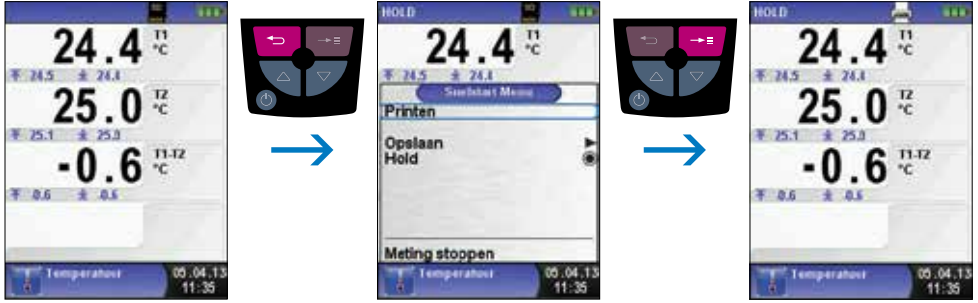 24.4 T1 °C
24.5 24.4
25.0 T2 °C
25.1 25.0
-0.6 T1-T2 °C
-0.6 -0.6
Temperatuur 05.04.13
11:35
HOLD
24.4 T1 °C
24.5 24.4
Snelstart Menu
Printen
Opslaan
Hold
Meting stoppen
Temperatuur 05.04.13
11:35
HOLD
24.4 T1 °C
24.5 24.4
25.0 T2 °C
25.1 25.0
-0.6 T1-T2 °C
-0.6 -0.6
Temperatuur 05.04.13
11:35